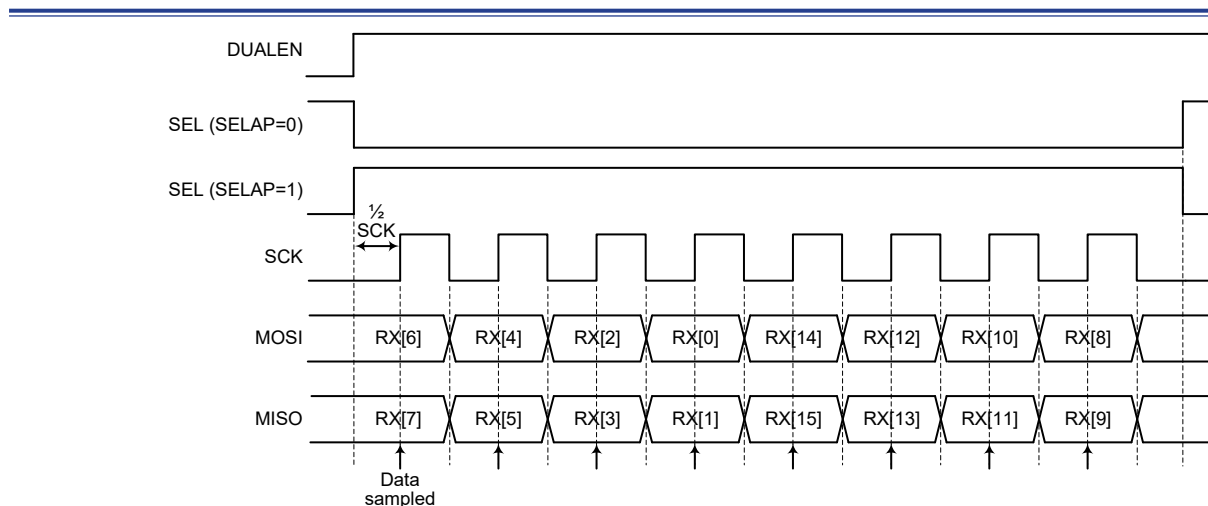 DUALEN
SEL (SELAP=0)
SEL (SELAP=1)
½
SCK
SCK
MOSI
RX[6] RX[4] RX[2] RX[0] RX[14] RX[12] RX[10] RX[8]
MISO
RX[7] RX[5] RX[3] RX[1] RX[15] RX[13] RX[11] RX[9]
Data
sampled